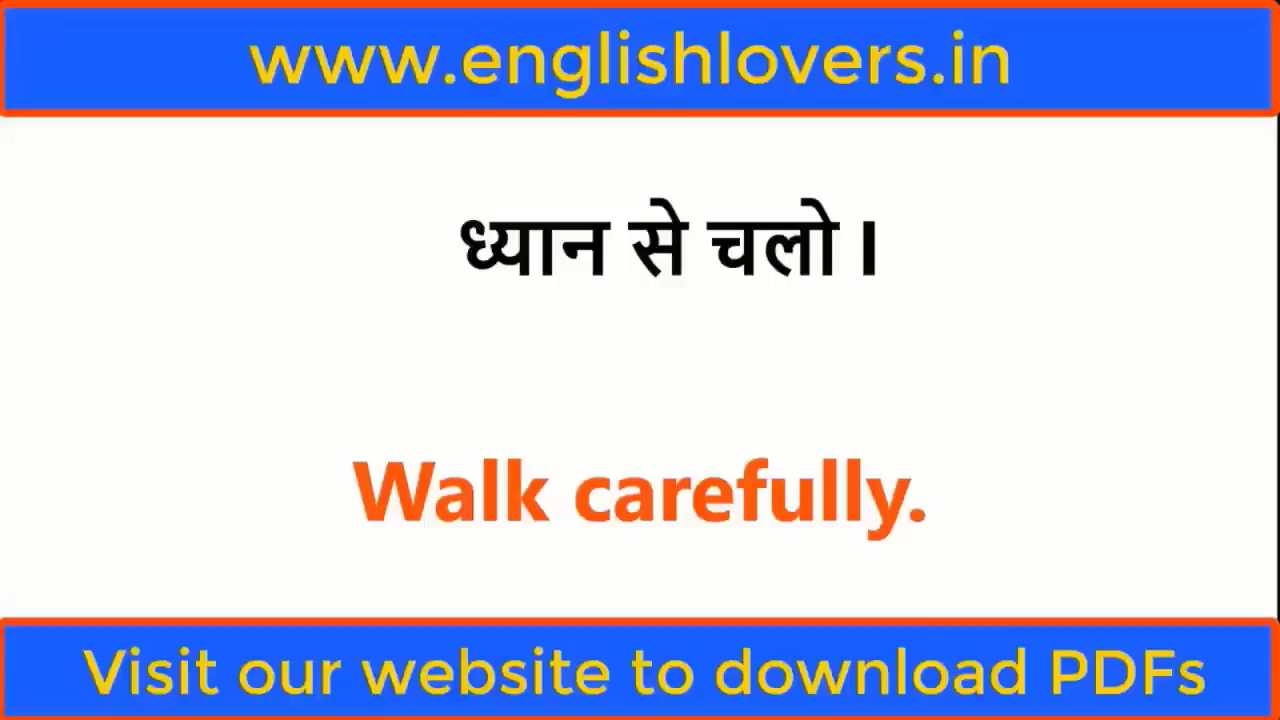 www.englishlovers.in
ध्यान से चलो।
Walk carefully.
Visit our website to download PDFs